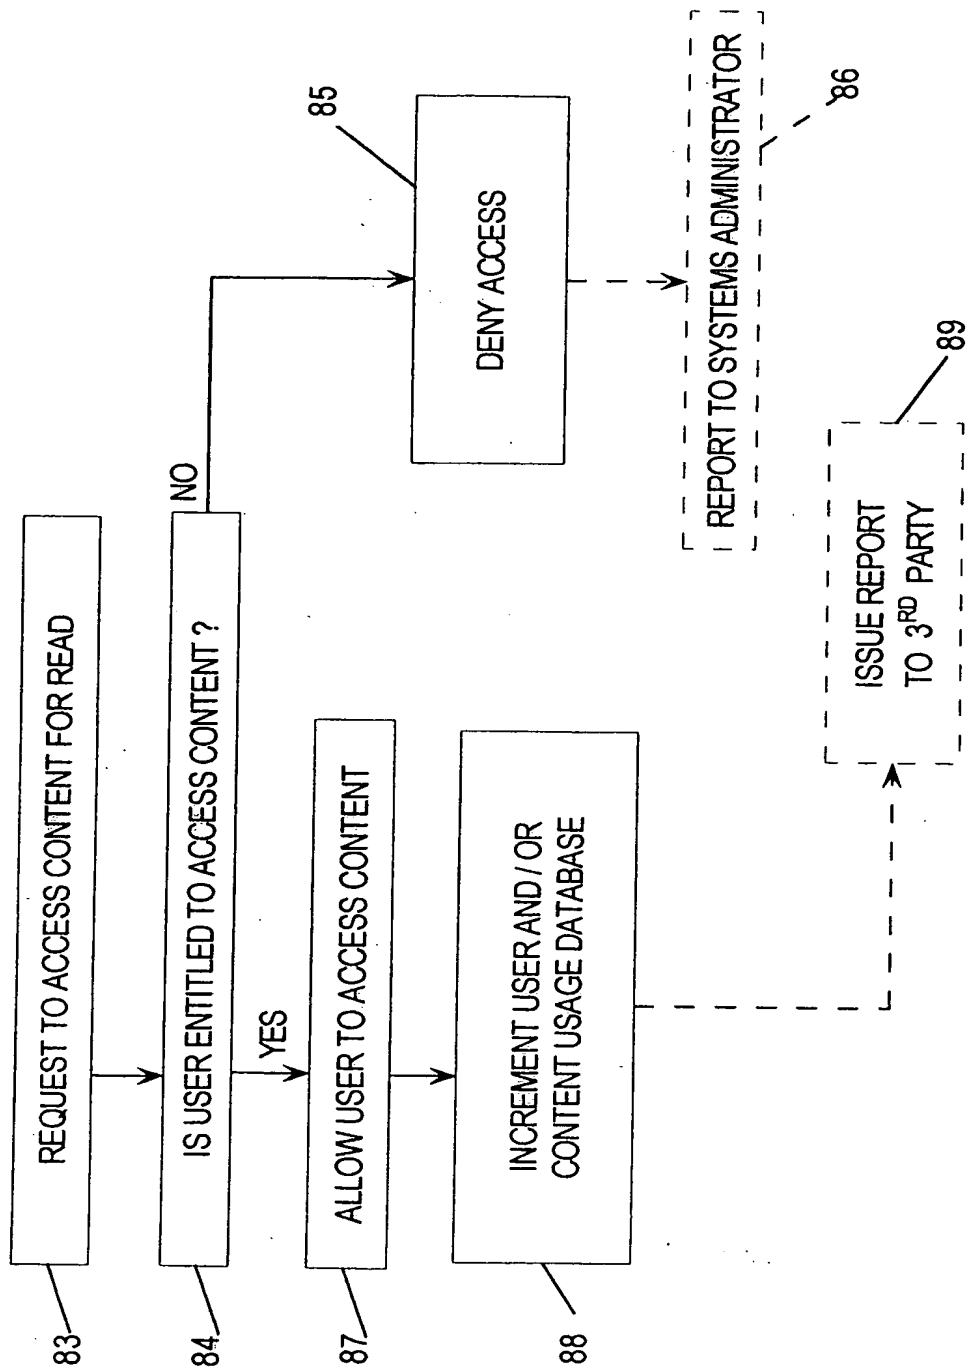 83
REQUEST TO ACCESS CONTENT FOR READ
84
IS USER ENTITLED TO ACCESS CONTENT ?
NO
YES
85
DENY ACCESS
REPORT TO SYSTEMS ADMINISTRATOR
86
87
ALLOW USER TO ACCESS CONTENT
88
INCREMENT USER AND / OR
CONTENT USAGE DATABASE
89
ISSUE REPORT
TO 3RD PARTY